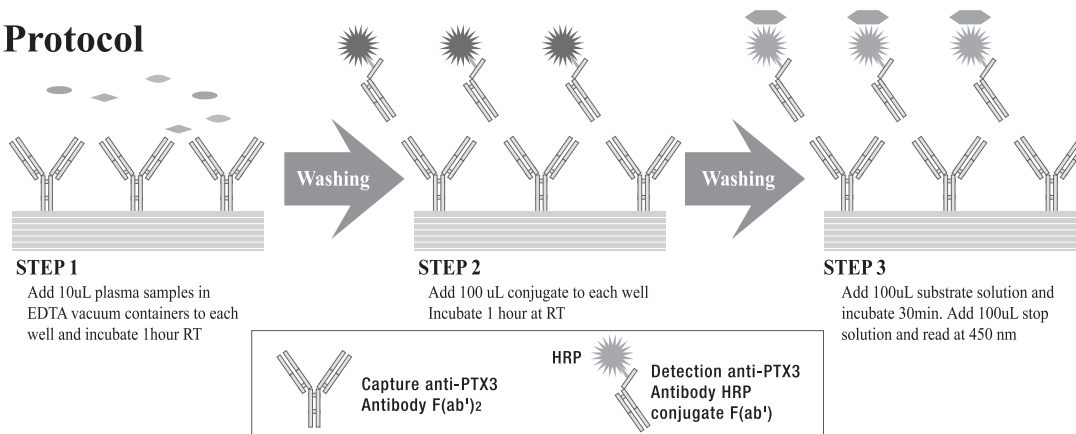 Protocol
Washing
Washing
STEP 1
Add 10uL plasma samples in
EDTA vacuum containers to each
well and incubate 1hour RT
STEP 2
Add 100 uL conjugate to each well
Incubate 1 hour at RT
STEP 3
Add 100uL substrate solution and
incubate 30min. Add 100uL stop
solution and read at 450 nm
Capture anti-PTX3
Antibody F(ab')2
HRP
Detection anti-PTX3
Antibody HRP
conjugate F(ab')